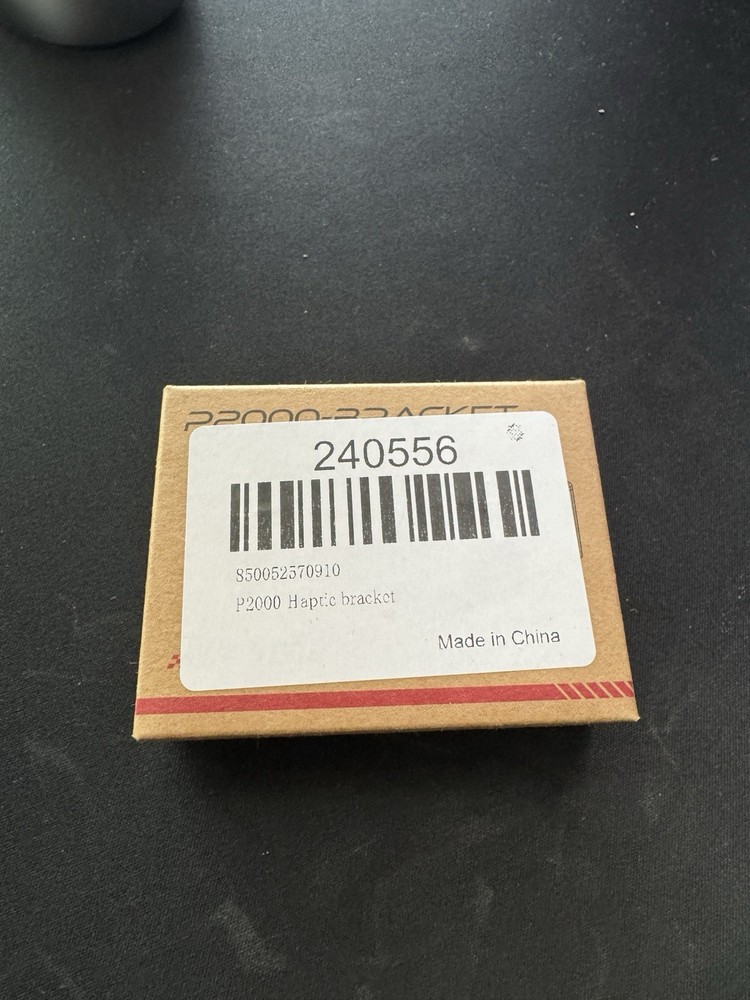 P2000-BRACKET
240556
850052570910
P2000 Haptic bracket
Made in China